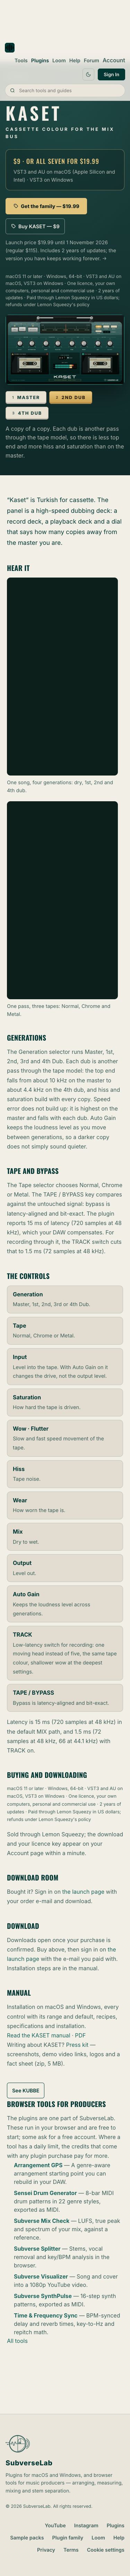 Tools Plugins Loom Help Forum Account
Sign in
Search tools and guides
KASET
CASSETTE COLOUR FOR THE MIX
BUS
$9 · OR ALL SEVEN FOR $19.99
VST3 and AU on macOS (Apple Silicon and
Intel) · VST3 on Windows
Get the family — $19.99
Buy KASET — $9
Launch price $9.99 until 1 November 2026
(regular $19). Includes 2 years of updates; the
versions you have keep working forever. →
macOS 11 or later · Windows, 64-bit · VST3 and AU on
macOS, VST3 on Windows · One licence, your own
computers, personal and commercial use · 2 years of
updates · Paid through Lemon Squeezy in US dollars;
refunds under Lemon Squeezy's policy
KASET
1 MASTER
2 2ND DUB
4 4TH DUB
A copy of a copy. Each dub is another pass
through the tape model, so there is less top
end and more hiss and saturation than on the
master.
"Kaset" is Turkish for cassette. The
panel is a high-speed dubbing deck: a
record deck, a playback deck and a dial
that says how many copies away from
the master you are.
HEAR IT
One song, four generations: dry, 1st, 2nd and
4th dub.
One pass, three tapes: Normal, Chrome and
Metal.
GENERATIONS
The Generation selector runs Master, 1st,
2nd, 3rd and 4th Dub. Each dub is another
pass through the tape model: the top end
falls from about 10 kHz on the master to
about 4.4 kHz on the 4th dub, and hiss and
saturation build with every copy. Speed
error does not build up: it is highest on the
master and falls with each dub. Auto Gain
keeps the loudness level as you move
between generations, so a darker copy
does not simply sound quieter.
TAPE AND BYPASS
The Tape selector chooses Normal, Chrome
or Metal. The TAPE / BYPASS key compares
against the untouched signal: bypass is
latency-aligned and bit-exact. The plugin
reports 15 ms of latency (720 samples at 48
kHz), which your DAW compensates. For
recording through it, the TRACK switch cuts
that to 1.5 ms (72 samples at 48 kHz).
THE CONTROLS
Generation
Master, 1st, 2nd, 3rd or 4th Dub.
Tape
Normal, Chrome or Metal.
Input
Level into the tape. With Auto Gain on it
changes the drive, not the output level.
Saturation
How hard the tape is driven.
Wow · Flutter
Slow and fast speed movement of the
tape.
Hiss
Tape noise.
Wear
How worn the tape is.
Mix
Dry to wet.
Output
Level out.
Auto Gain
Keeps the loudness level across
generations.
TRACK
Low-latency switch for recording: one
moving head instead of five, the same tape
colour, shallower wow at the deepest
settings.
TAPE / BYPASS
Bypass is latency-aligned and bit-exact.
Latency is 15 ms (720 samples at 48 kHz) in
the default MIX path, and 1.5 ms (72
samples at 48 kHz, 66 at 44.1 kHz) with
TRACK on.
BUYING AND DOWNLOADING
macOS 11 or later · Windows, 64-bit · VST3 and AU on
macOS, VST3 on Windows · One licence, your own
computers, personal and commercial use · 2 years of
updates · Paid through Lemon Squeezy in US dollars;
refunds under Lemon Squeezy's policy
Sold through Lemon Squeezy; the download
and your licence key appear on your
Account page within a minute.
DOWNLOAD ROOM
Bought it? Sign in on the launch page with
your order e-mail and download.
DOWNLOAD
Downloads open once your purchase is
confirmed. Buy above, then sign in on the
launch page with the e-mail you paid with.
Installation steps are in the manual.
MANUAL
Installation on macOS and Windows, every
control with its range and default, recipes,
specifications and installation.
Read the KASET manual · PDF
Writing about KASET? Press kit —
screenshots, demo video links, logos and a
fact sheet (zip, 5 MB).
See KUBBE
BROWSER TOOLS FOR PRODUCERS
The plugins are one part of SubverseLab.
These run in your browser and are free to
start; some ask for a free account. Where a
tool has a daily limit, the credits that come
with any plugin purchase pay for more.
Arrangement GPS — A genre-aware
arrangement starting point you can
rebuild in your DAW.
Sensei Drum Generator — 8-bar MIDI
drum patterns in 22 genre styles,
exported as MIDI.
Subverse Mix Check — LUFS, true peak
and spectrum of your mix, against a
reference.
Subverse Splitter — Stems, vocal
removal and key/BPM analysis in the
browser.
Subverse Visualizer — Song and cover
into a 1080p YouTube video.
Subverse SynthPulse — 16-step synth
patterns, exported as MIDI.
Time & Frequency Sync — BPM-synced
delay and reverb times, key-to-Hz and
repitch math.
All tools
SubverseLab
Plugins for macOS and Windows, and browser
tools for music producers — arranging, measuring,
mixing and stem separation.
© 2026 SubverseLab. All rights reserved.
YouTube Instagram Plugins
Sample packs Plugin family Loom Help
Privacy Terms Cookie settings